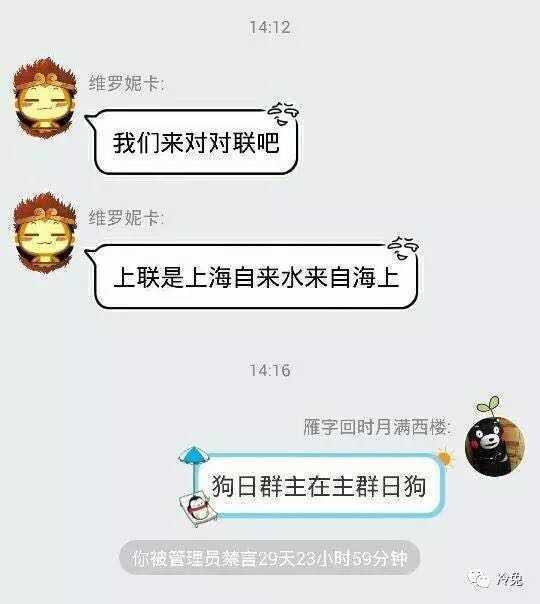 14:12
维罗妮卡:
我们来对对联吧
维罗妮卡:
上联是上海自来水来自海上
14:16
雁字回时月满西楼:
狗日群主在主群日狗
你被管理员禁言29天23小时59分钟
冷兔